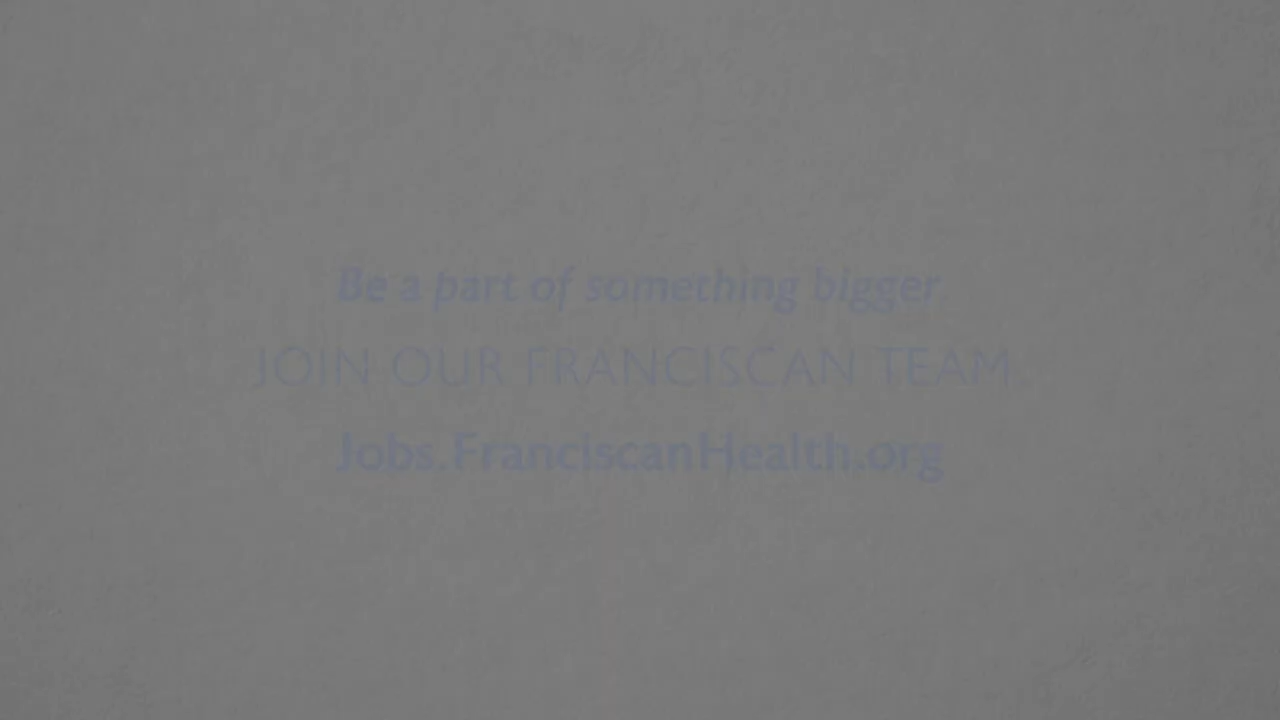 Be a part of something bigger.
JOIN OUR FRANCISCAN TEAM
Jobs.FranciscanHealth.org